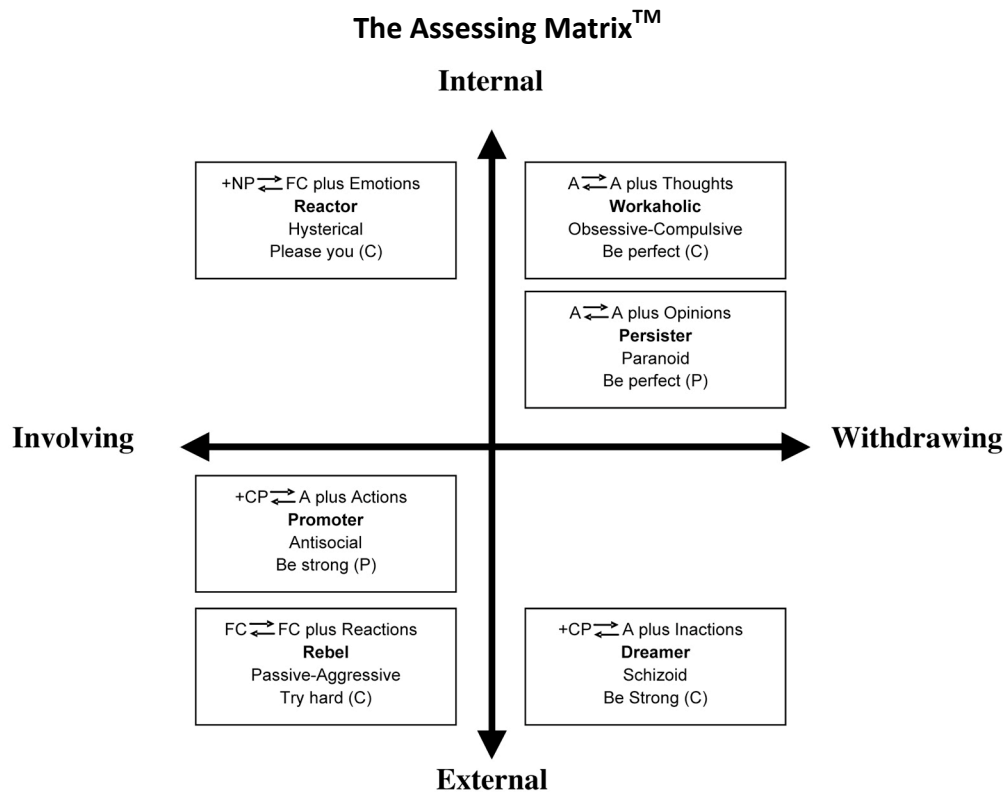 The Assessing Matrix™
Internal
+NP⇄FC plus Emotions
Reactor
Hysterical
Please you (C)
A⇄A plus Thoughts
Workaholic
Obsessive-Compulsive
Be perfect (C)
A⇄A plus Opinions
Persister
Paranoid
Be perfect (P)
Involving
Withdrawing
+CP⇄A plus Actions
Promoter
Antisocial
Be strong (P)
FC⇄FC plus Reactions
Rebel
Passive-Aggressive
Try hard (C)
+CP⇄A plus Inactions
Dreamer
Schizoid
Be Strong (C)
External